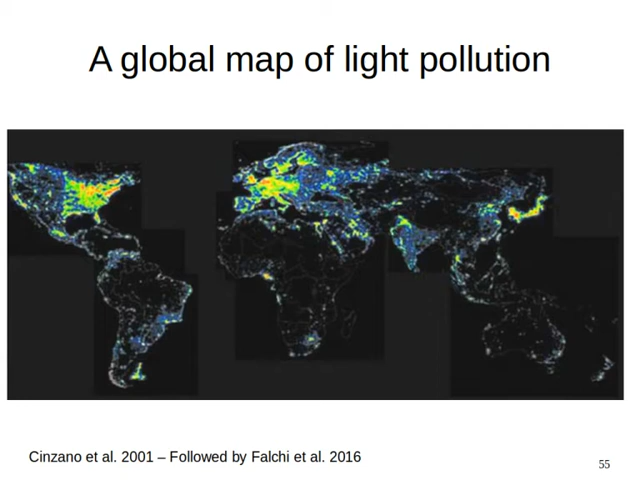 A global map of light pollution
Cinzano et al. 2001 – Followed by Falchi et al. 2016
55